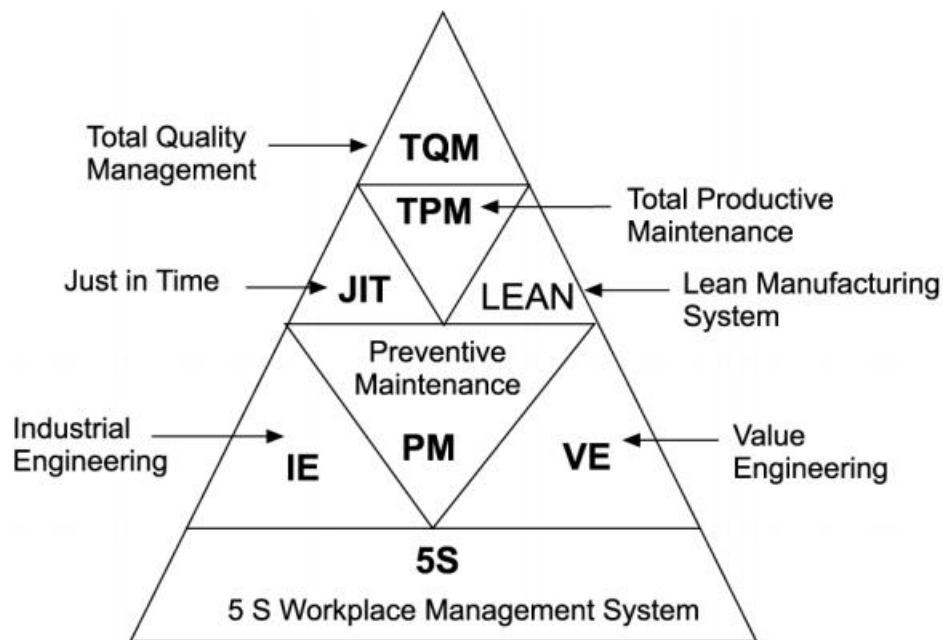 Total Quality
Management
TQM
TPM
Total Productive
Maintenance
Just in Time
JIT
LEAN
Lean Manufacturing
System
Preventive
Maintenance
Industrial
Engineering
IE
PM
VE
Value
Engineering
5S
5 S Workplace Management System